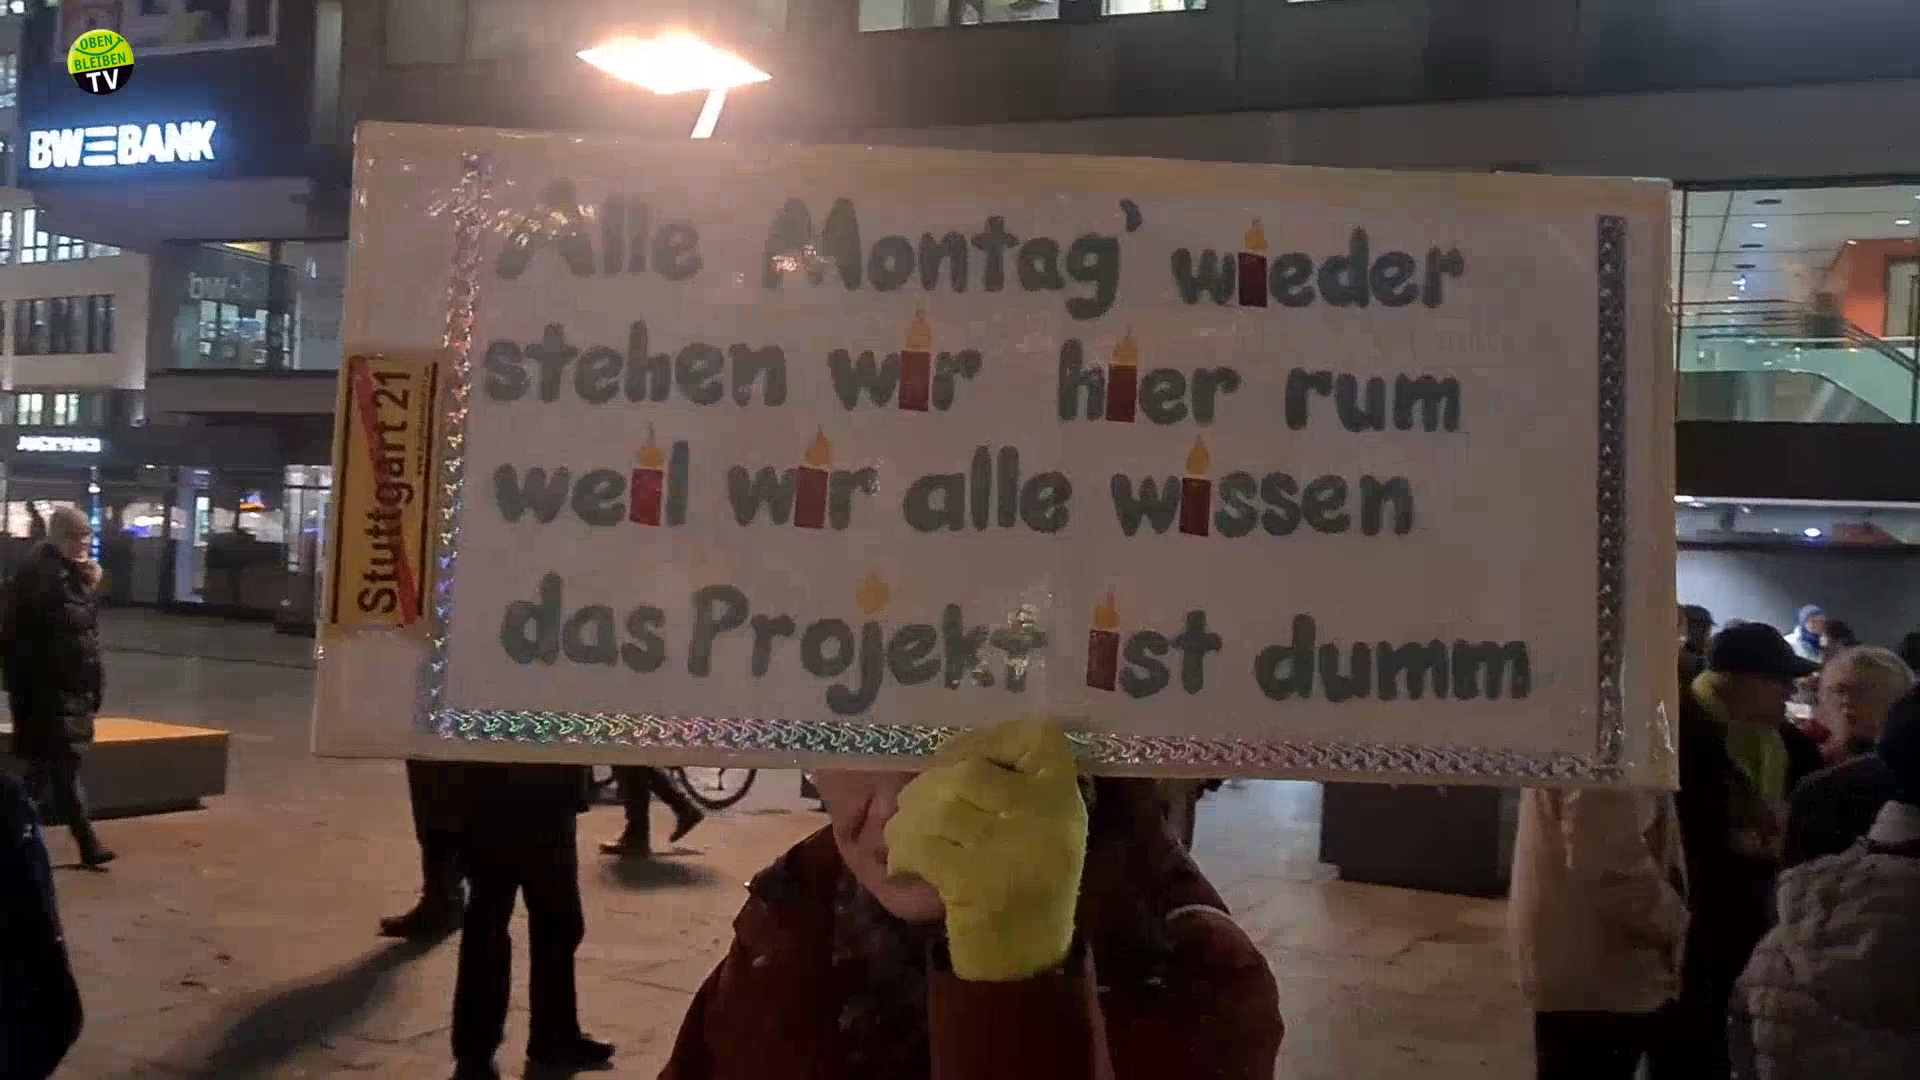 OBEN
BLEIBEN
TV
BW BANK
Alle Montag' wieder
stehen wir hier rum
weil wir alle wissen
das Projekt ist dumm
Stuttgart 21